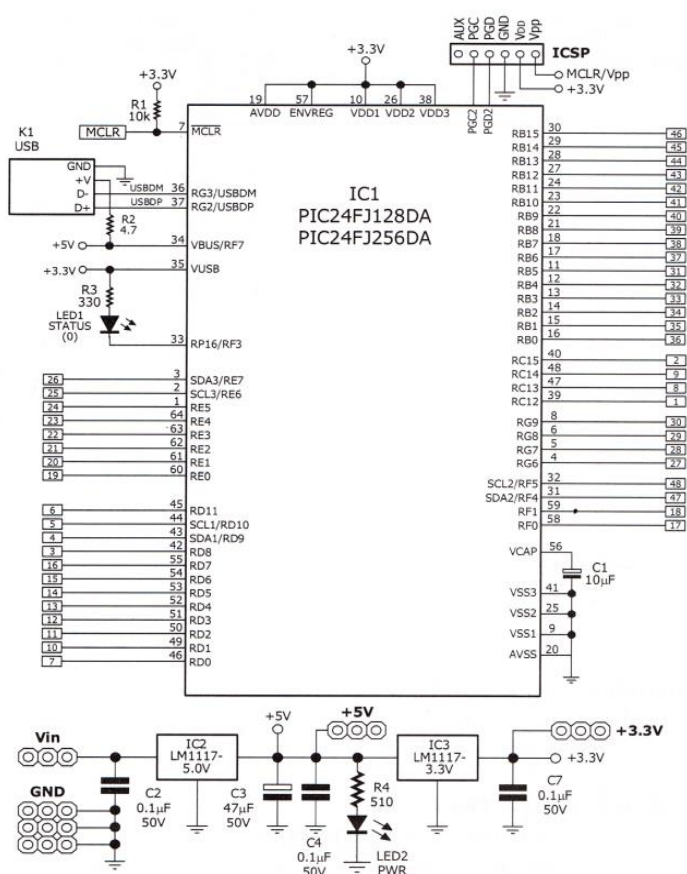 AUX PGC PGD GND VDD Vpp
ICSP
MCLR/Vpp
+3.3V
+3.3V
+3.3V
R1
10k
MCLR
K1
USB
GND
+V
D-
D+
USBDM
USBDP
R2
4.7
+5V
+3.3V
R3
330
LED1
STATUS
(0)
19 57 10 26 38
AVDD ENVREG VDD1 VDD2 VDD3
PGC2 PGD2
IC1
PIC24FJ128DA
PIC24FJ256DA
7 MCLR
36 RG3/USBDM
37 RG2/USBDP
34 VBUS/RF7
35 VUSB
33 RP16/RF3
26 3 SDA3/RE7
25 2 SCL3/RE6
24 1 RE5
23 64 RE4
22 63 RE3
21 62 RE2
20 61 RE1
19 60 RE0
6 45 RD11
5 44 SCL1/RD10
4 43 SDA1/RD9
3 42 RD8
16 55 RD7
15 54 RD6
14 53 RD5
13 52 RD4
12 51 RD3
11 50 RD2
10 49 RD1
7 46 RD0
RB15 30 46
RB14 29 45
RB13 28 44
RB12 27 43
RB11 24 42
RB10 23 41
RB9 22 40
RB8 21 39
RB7 18 38
RB6 17 37
RB5 11 31
RB4 12 32
RB3 13 33
RB2 14 34
RB1 15 35
RB0 16 36
RC15 40 2
RC14 48 9
RC13 47 8
RC12 39 1
RG9 8 30
RG8 6 29
RG7 5 28
RG6 4 27
SCL2/RF5 32 48
SDA2/RF4 31 47
RF1 59 18
RF0 58 17
VCAP 56
C1
10µF
VSS3 41
VSS2 25
VSS1 9
AVSS 20
Vin
GND
C2
0.1µF
50V
IC2
LM1117-
5.0V
+5V
C3
47µF
50V
C4
0.1µF
50V
+5V
R4
510
LED2
PWR
IC3
LM1117-
3.3V
+3.3V
+3.3V
C7
0.1µF
50V